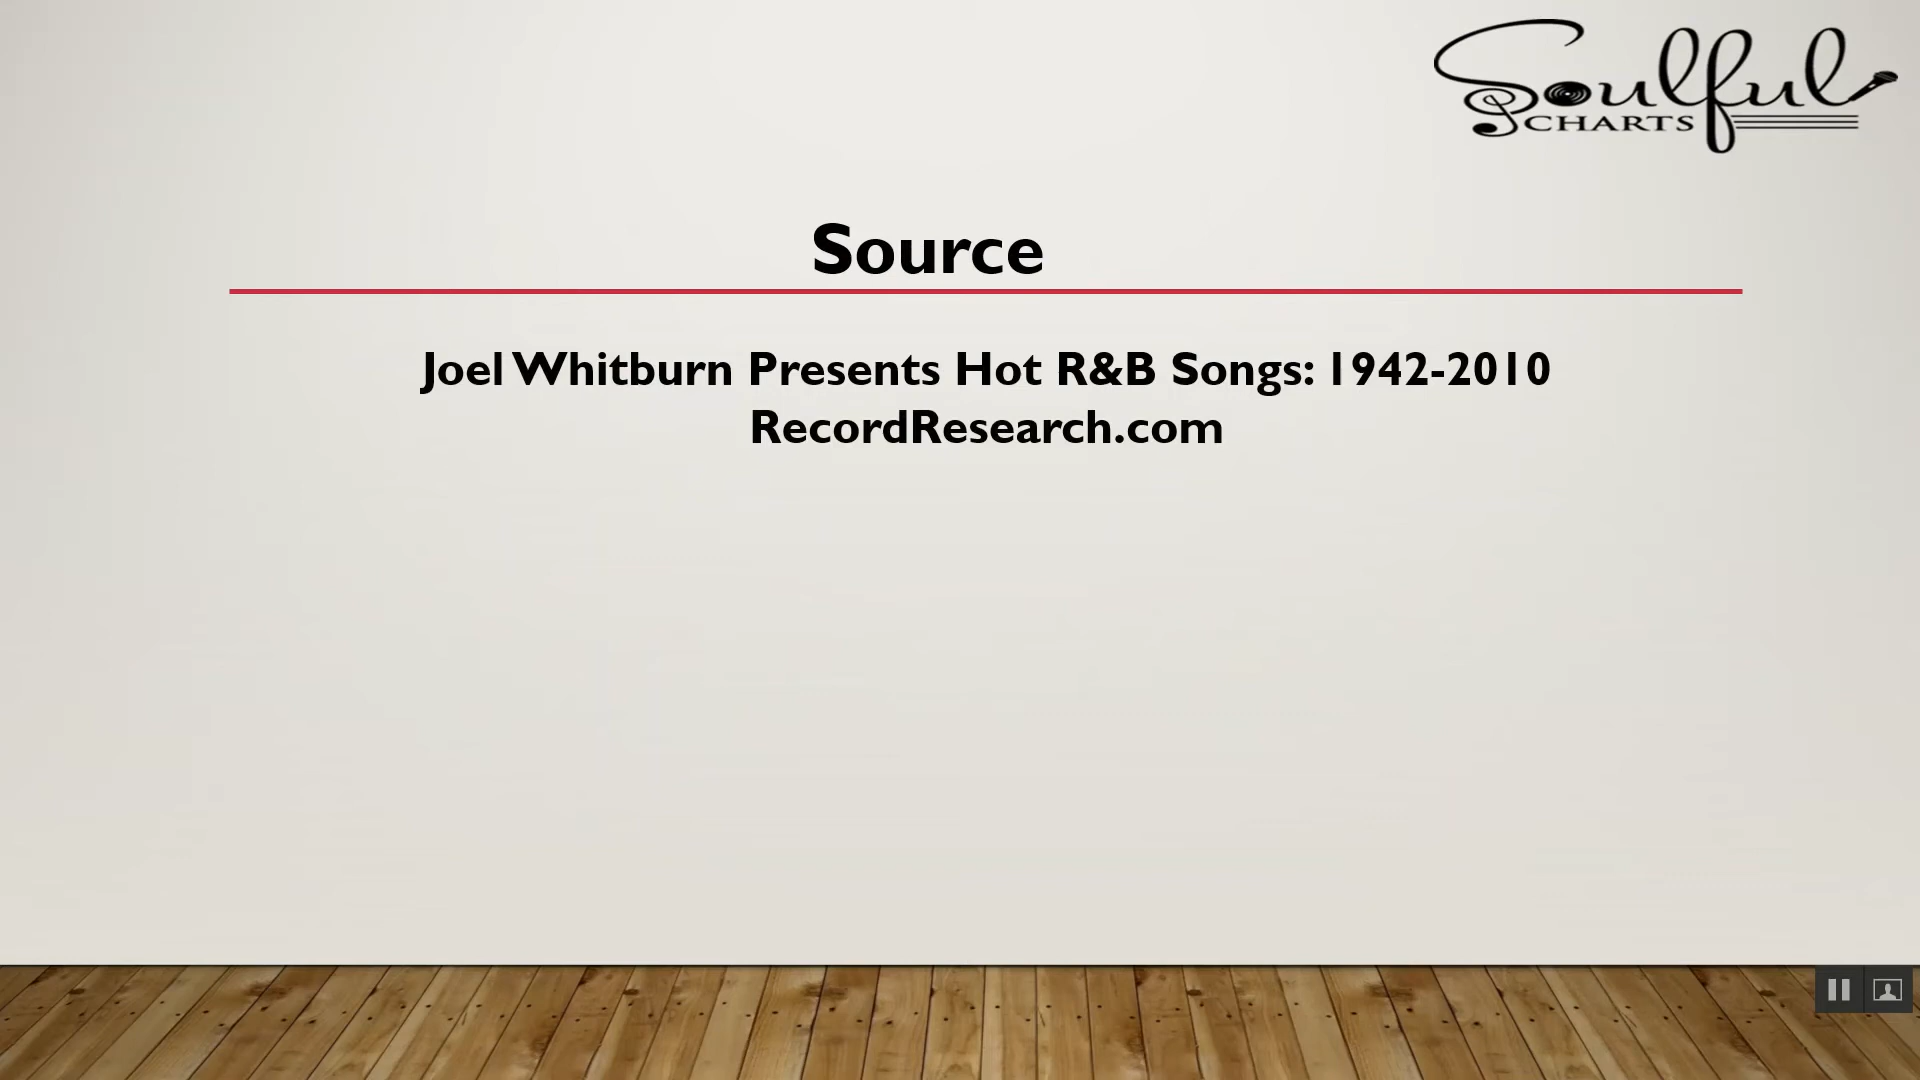 Soulful
CHARTS
Source
Joel Whitburn Presents Hot R&B Songs: 1942-2010
RecordResearch.com